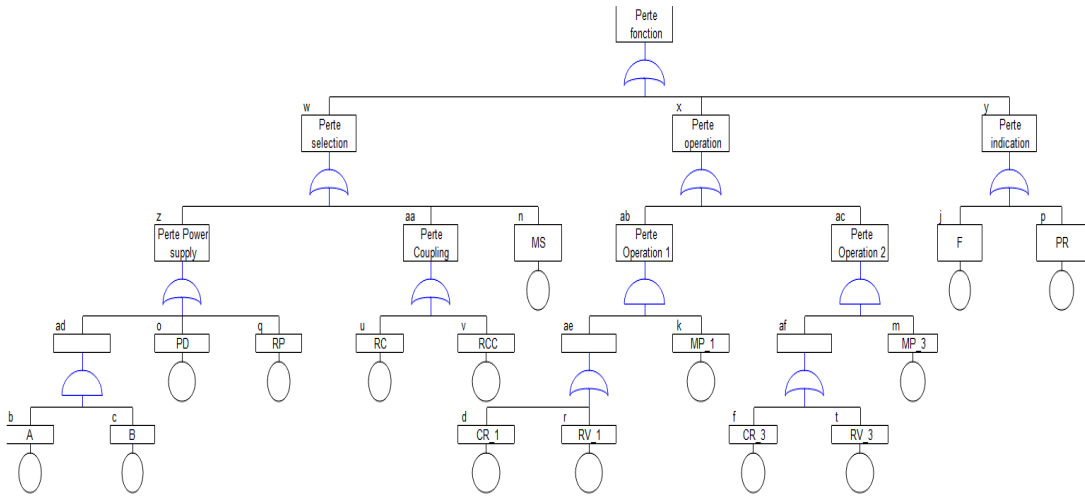 Perte
fonction
w
x
y
Perte
selection
Perte
operation
Perte
indication
z
aa
n
ab
ac
j
p
Perte Power
supply
Perte
Coupling
MS
Perte
Operation 1
Perte
Operation 2
F
PR
ad
o
q
u
v
ae
k
af
m
PD
RP
RC
RCC
MP_1
MP_3
b
c
d
r
f
t
A
B
CR_1
RV_1
CR_3
RV_3